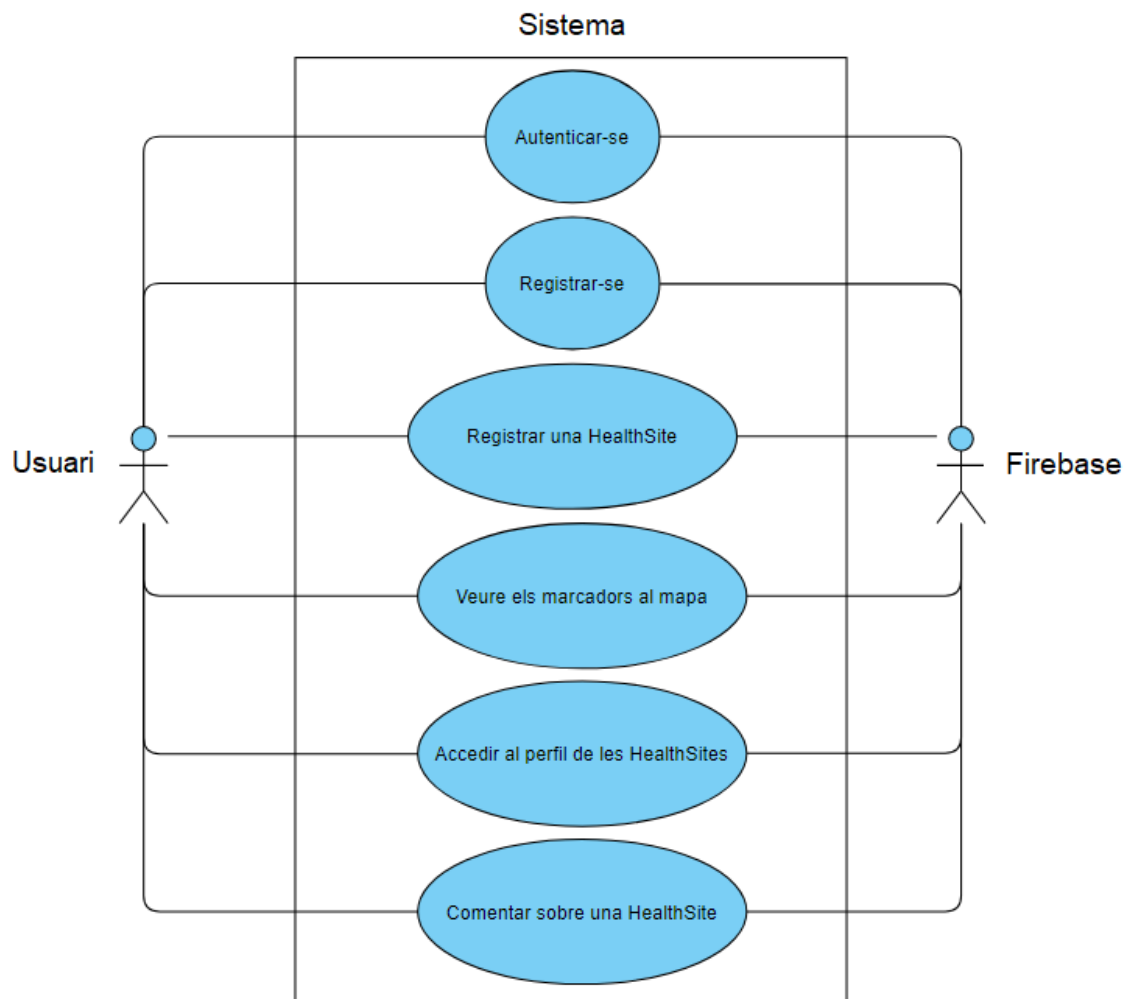 Sistema
Autenticar-se
Registrar-se
Registrar una HealthSite
Usuari
Firebase
Veure els marcadors al mapa
Accedir al perfil de les HealthSites
Comentar sobre una HealthSite